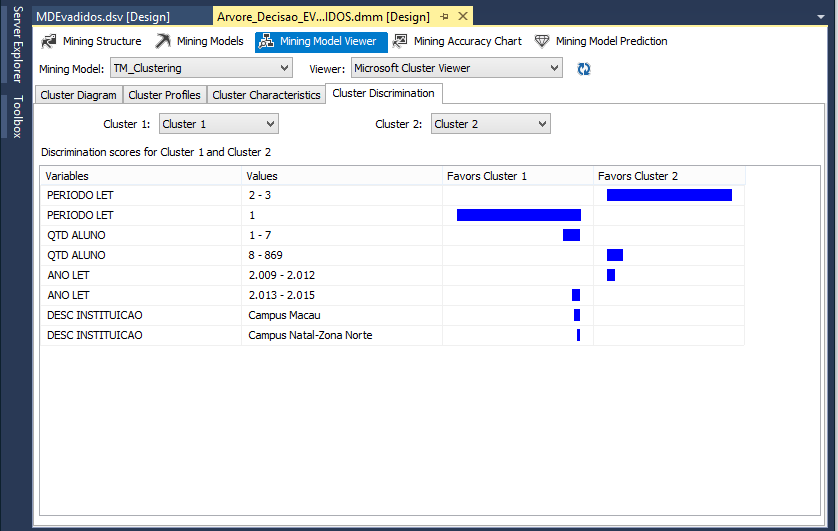 Server Explorer
Toolbox
MDEvadidos.dsv [Design]
Arvore_Decisao_EV...IDOS.dmm [Design]
Mining Structure
Mining Models
Mining Model Viewer
Mining Accuracy Chart
Mining Model Prediction
Mining Model: TM_Clustering
Viewer: Microsoft Cluster Viewer
Cluster Diagram
Cluster Profiles
Cluster Characteristics
Cluster Discrimination
Cluster 1: Cluster 1
Cluster 2: Cluster 2
Discrimination scores for Cluster 1 and Cluster 2
Variables Values Favors Cluster 1 Favors Cluster 2
PERIODO LET 2 - 3
PERIODO LET 1
QTD ALUNO 1 - 7
QTD ALUNO 8 - 869
ANO LET 2.009 - 2.012
ANO LET 2.013 - 2.015
DESC INSTITUICAO Campus Macau
DESC INSTITUICAO Campus Natal-Zona Norte